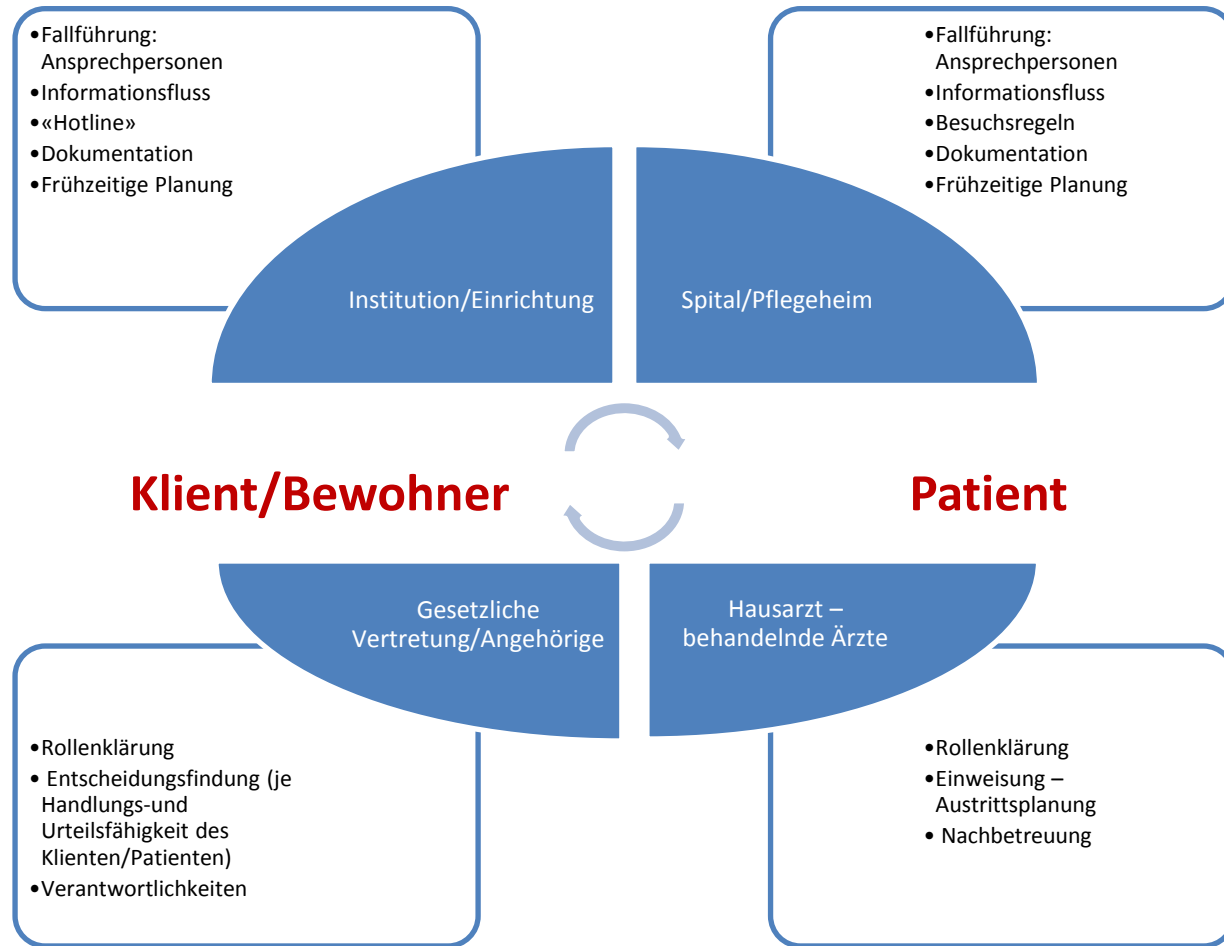 •Fallführung:
Ansprechpersonen
•Informationsfluss
•«Hotline»
•Dokumentation
•Frühzeitige Planung
•Fallführung:
Ansprechpersonen
•Informationsfluss
•Besuchsregeln
•Dokumentation
•Frühzeitige Planung
Institution/Einrichtung
Spital/Pflegeheim
Klient/Bewohner
Patient
Gesetzliche
Vertretung/Angehörige
Hausarzt –
behandelnde Ärzte
•Rollenklärung
• Entscheidungsfindung (je
Handlungs-und
Urteilsfähigkeit des
Klienten/Patienten)
•Verantwortlichkeiten
•Rollenklärung
•Einweisung –
Austrittsplanung
• Nachbetreuung